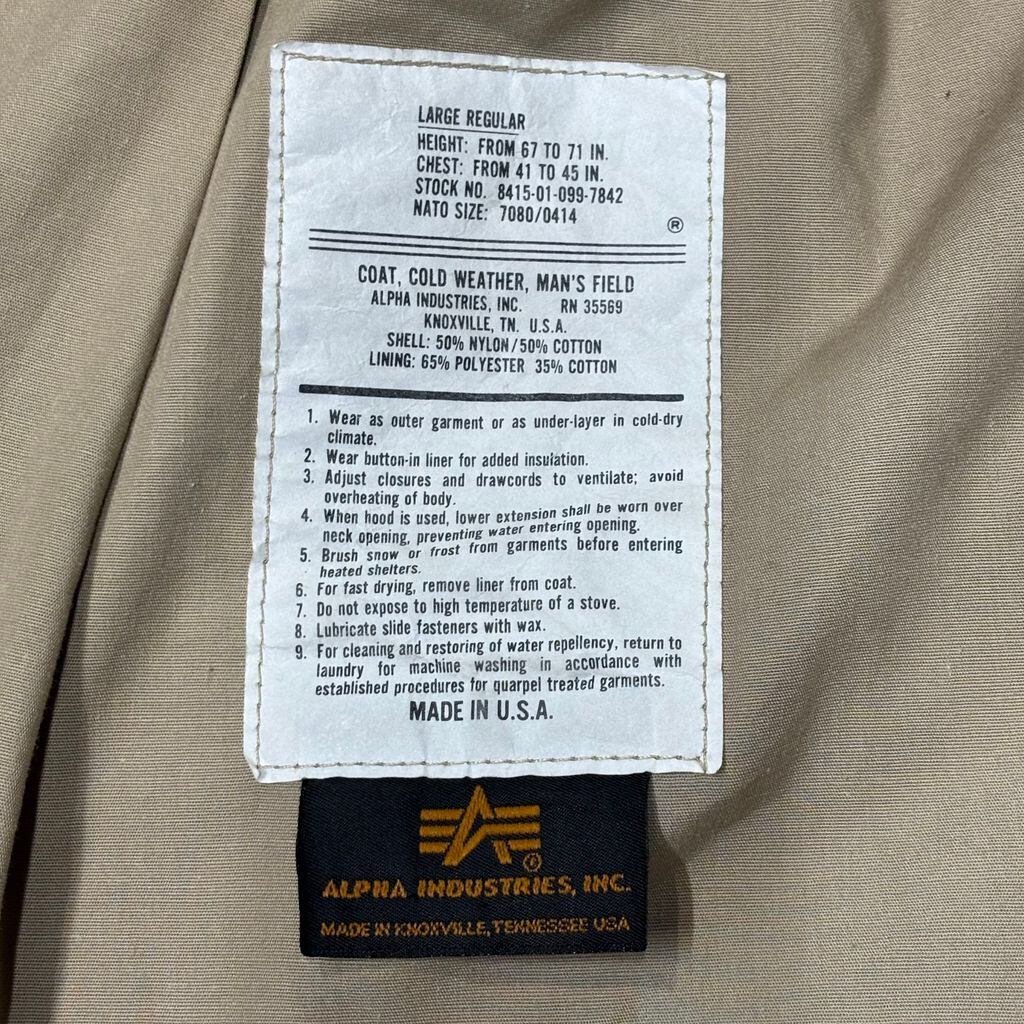 LARGE REGULAR
HEIGHT: FROM 67 TO 71 IN.
CHEST: FROM 41 TO 45 IN.
STOCK NO. 8415-01-099-7842
NATO SIZE: 7080/0414
®
COAT, COLD WEATHER, MAN'S FIELD
ALPHA INDUSTRIES, INC. RN 35569
KNOXVILLE, TN. U.S.A.
SHELL: 50% NYLON/50% COTTON
LINING: 65% POLYESTER 35% COTTON
1. Wear as outer garment or as under-layer in cold-dry
climate.
2. Wear button-in liner for added insulation.
3. Adjust closures and drawcords to ventilate; avoid
overheating of body.
4. When hood is used, lower extension shall be worn over
neck opening, preventing water entering opening.
5. Brush snow or frost from garments before entering
heated shelters.
6. For fast drying, remove liner from coat.
7. Do not expose to high temperature of a stove.
8. Lubricate slide fasteners with wax.
9. For cleaning and restoring of water repellency, return to
laundry for machine washing in accordance with
established procedures for quarpel treated garments.
MADE IN U.S.A.
®
ALPHA INDUSTRIES, INC.
MADE IN KNOXVILLE, TENNESSEE USA